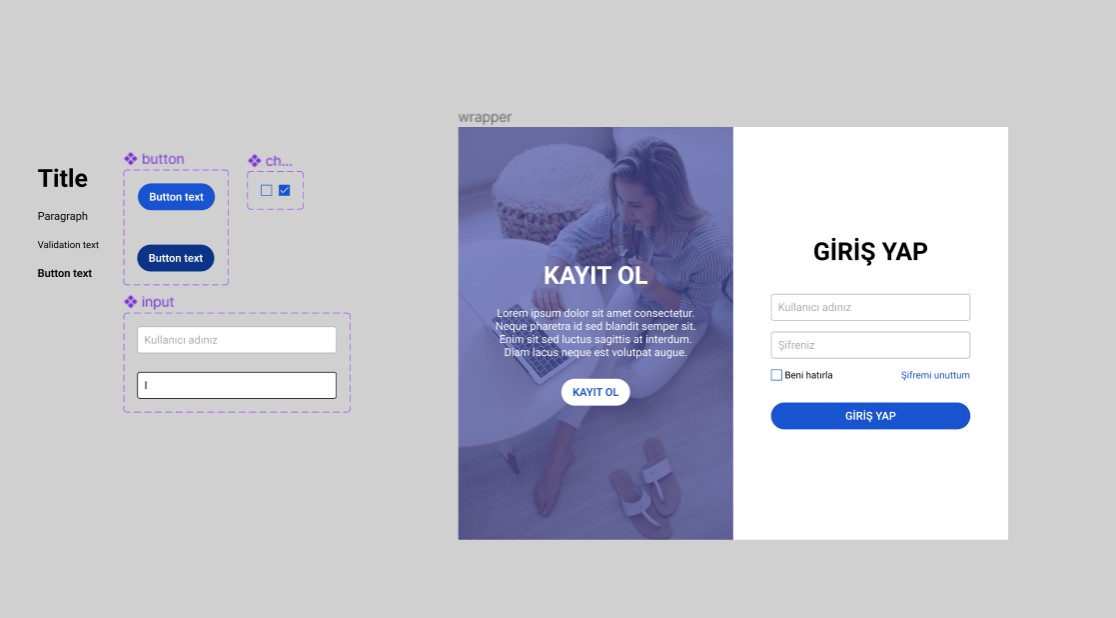 Title
Paragraph
Validation text
Button text
button
Button text
Button text
ch...
input
Kullanıcı adınız
wrapper
KAYIT OL
Lorem ipsum dolor sit amet consectetur.
Neque pharetra id sed blandit semper sit.
Enim sit sed luctus sagittis at interdum.
Diam lacus neque est volutpat augue.
KAYIT OL
GİRİŞ YAP
Kullanıcı adınız
Şifreniz
Beni hatırla
Şifremi unuttum
GİRİŞ YAP